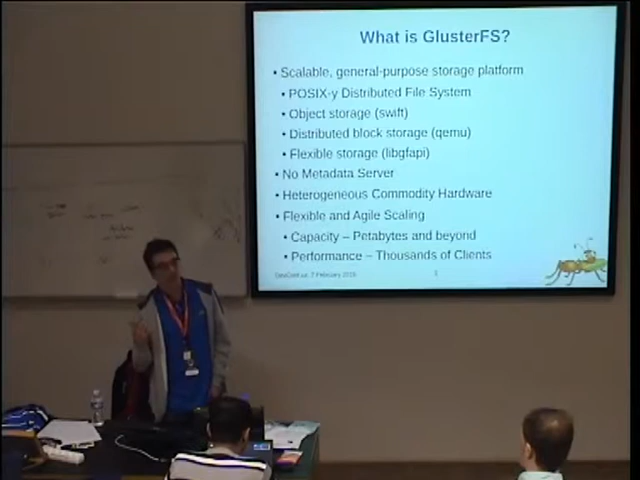 What is GlusterFS?
• Scalable, general-purpose storage platform
• POSIX-y Distributed File System
• Object storage (swift)
• Distributed block storage (qemu)
• Flexible storage (libgfapi)
• No Metadata Server
• Heterogeneous Commodity Hardware
• Flexible and Agile Scaling
• Capacity – Petabytes and beyond
• Performance – Thousands of Clients
7 February